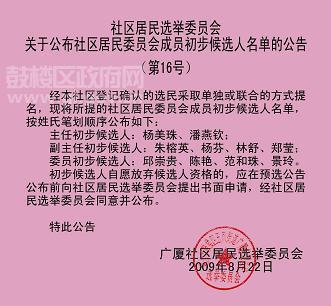 社区居民选举委员会
关于公布社区居民委员会成员初步候选人名单的公告
（第16号）
鼓楼区政府网
经本社区登记确认的选民采取单独或联合的方式提
名，现将所提的社区居民委员会成员初步候选人名单，
按姓氏笔划顺序公布如下：
主任初步候选人：杨美珠、潘燕钦；
副主任初步候选人：朱榕英、杨芬、林舒、郑莹；
委员初步候选人：邱崇贵、陈艳、范和珠、景玲。
初步候选人自愿放弃候选人资格的，应在预选公告
公布前向社区居民选举委员会提出书面申请，经社区居
民选举委员会同意并公布。
特此公告
广厦社区居民选举委员会
2009年8月22日